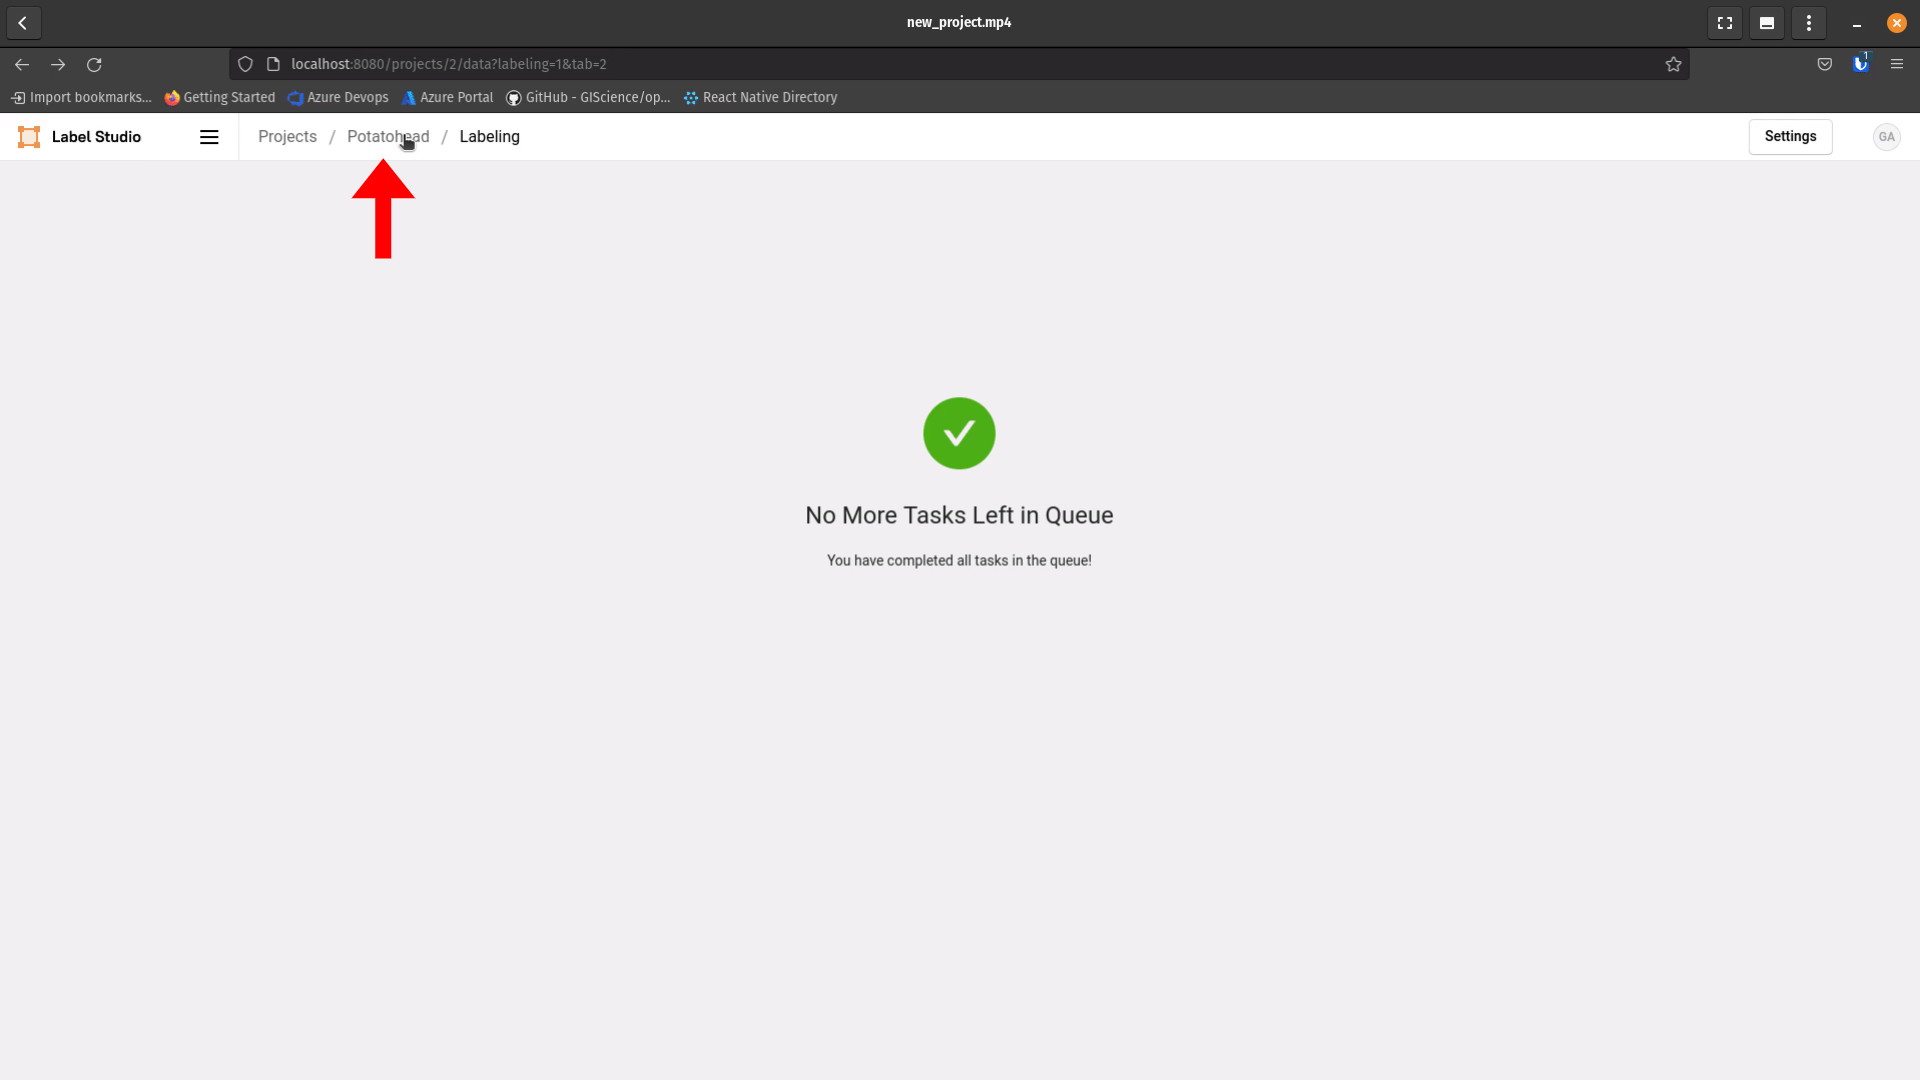 new_project.mp4
localhost:8080/projects/2/data?labeling=1&tab=2
1
Import bookmarks...
Getting Started
Azure Devops
Azure Portal
GitHub - GIScience/op...
React Native Directory
Label Studio
Projects / Potatohead / Labeling
Settings
GA
No More Tasks Left in Queue
You have completed all tasks in the queue!